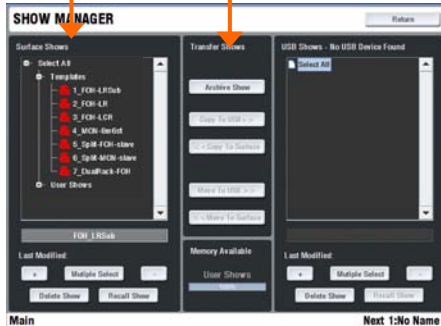 SHOW MANAGER
Return
Surface Shows
Select All
Templates
1_FOH-LRSub
2_FOH-LR
3_FOH-LCR
4_MON-6m6st
5_Split-FOH-slave
6_Split-MON-slave
7_DualRack-FOH
User Shows
FOH_LRSub
Last Modified:
+ Mutiple Select -
Delete Show Recall Show
Transfer Shows
Archive Show
Copy To USB > >
< < Copy To Surface
Move To USB > >
< < Move To Surface
Memory Available
User Shows
100%
USB Shows - No USB Device Found
Select All
Last Modified:
+ Mutiple Select -
Delete Show Recall Show
Main
Next 1:No Name